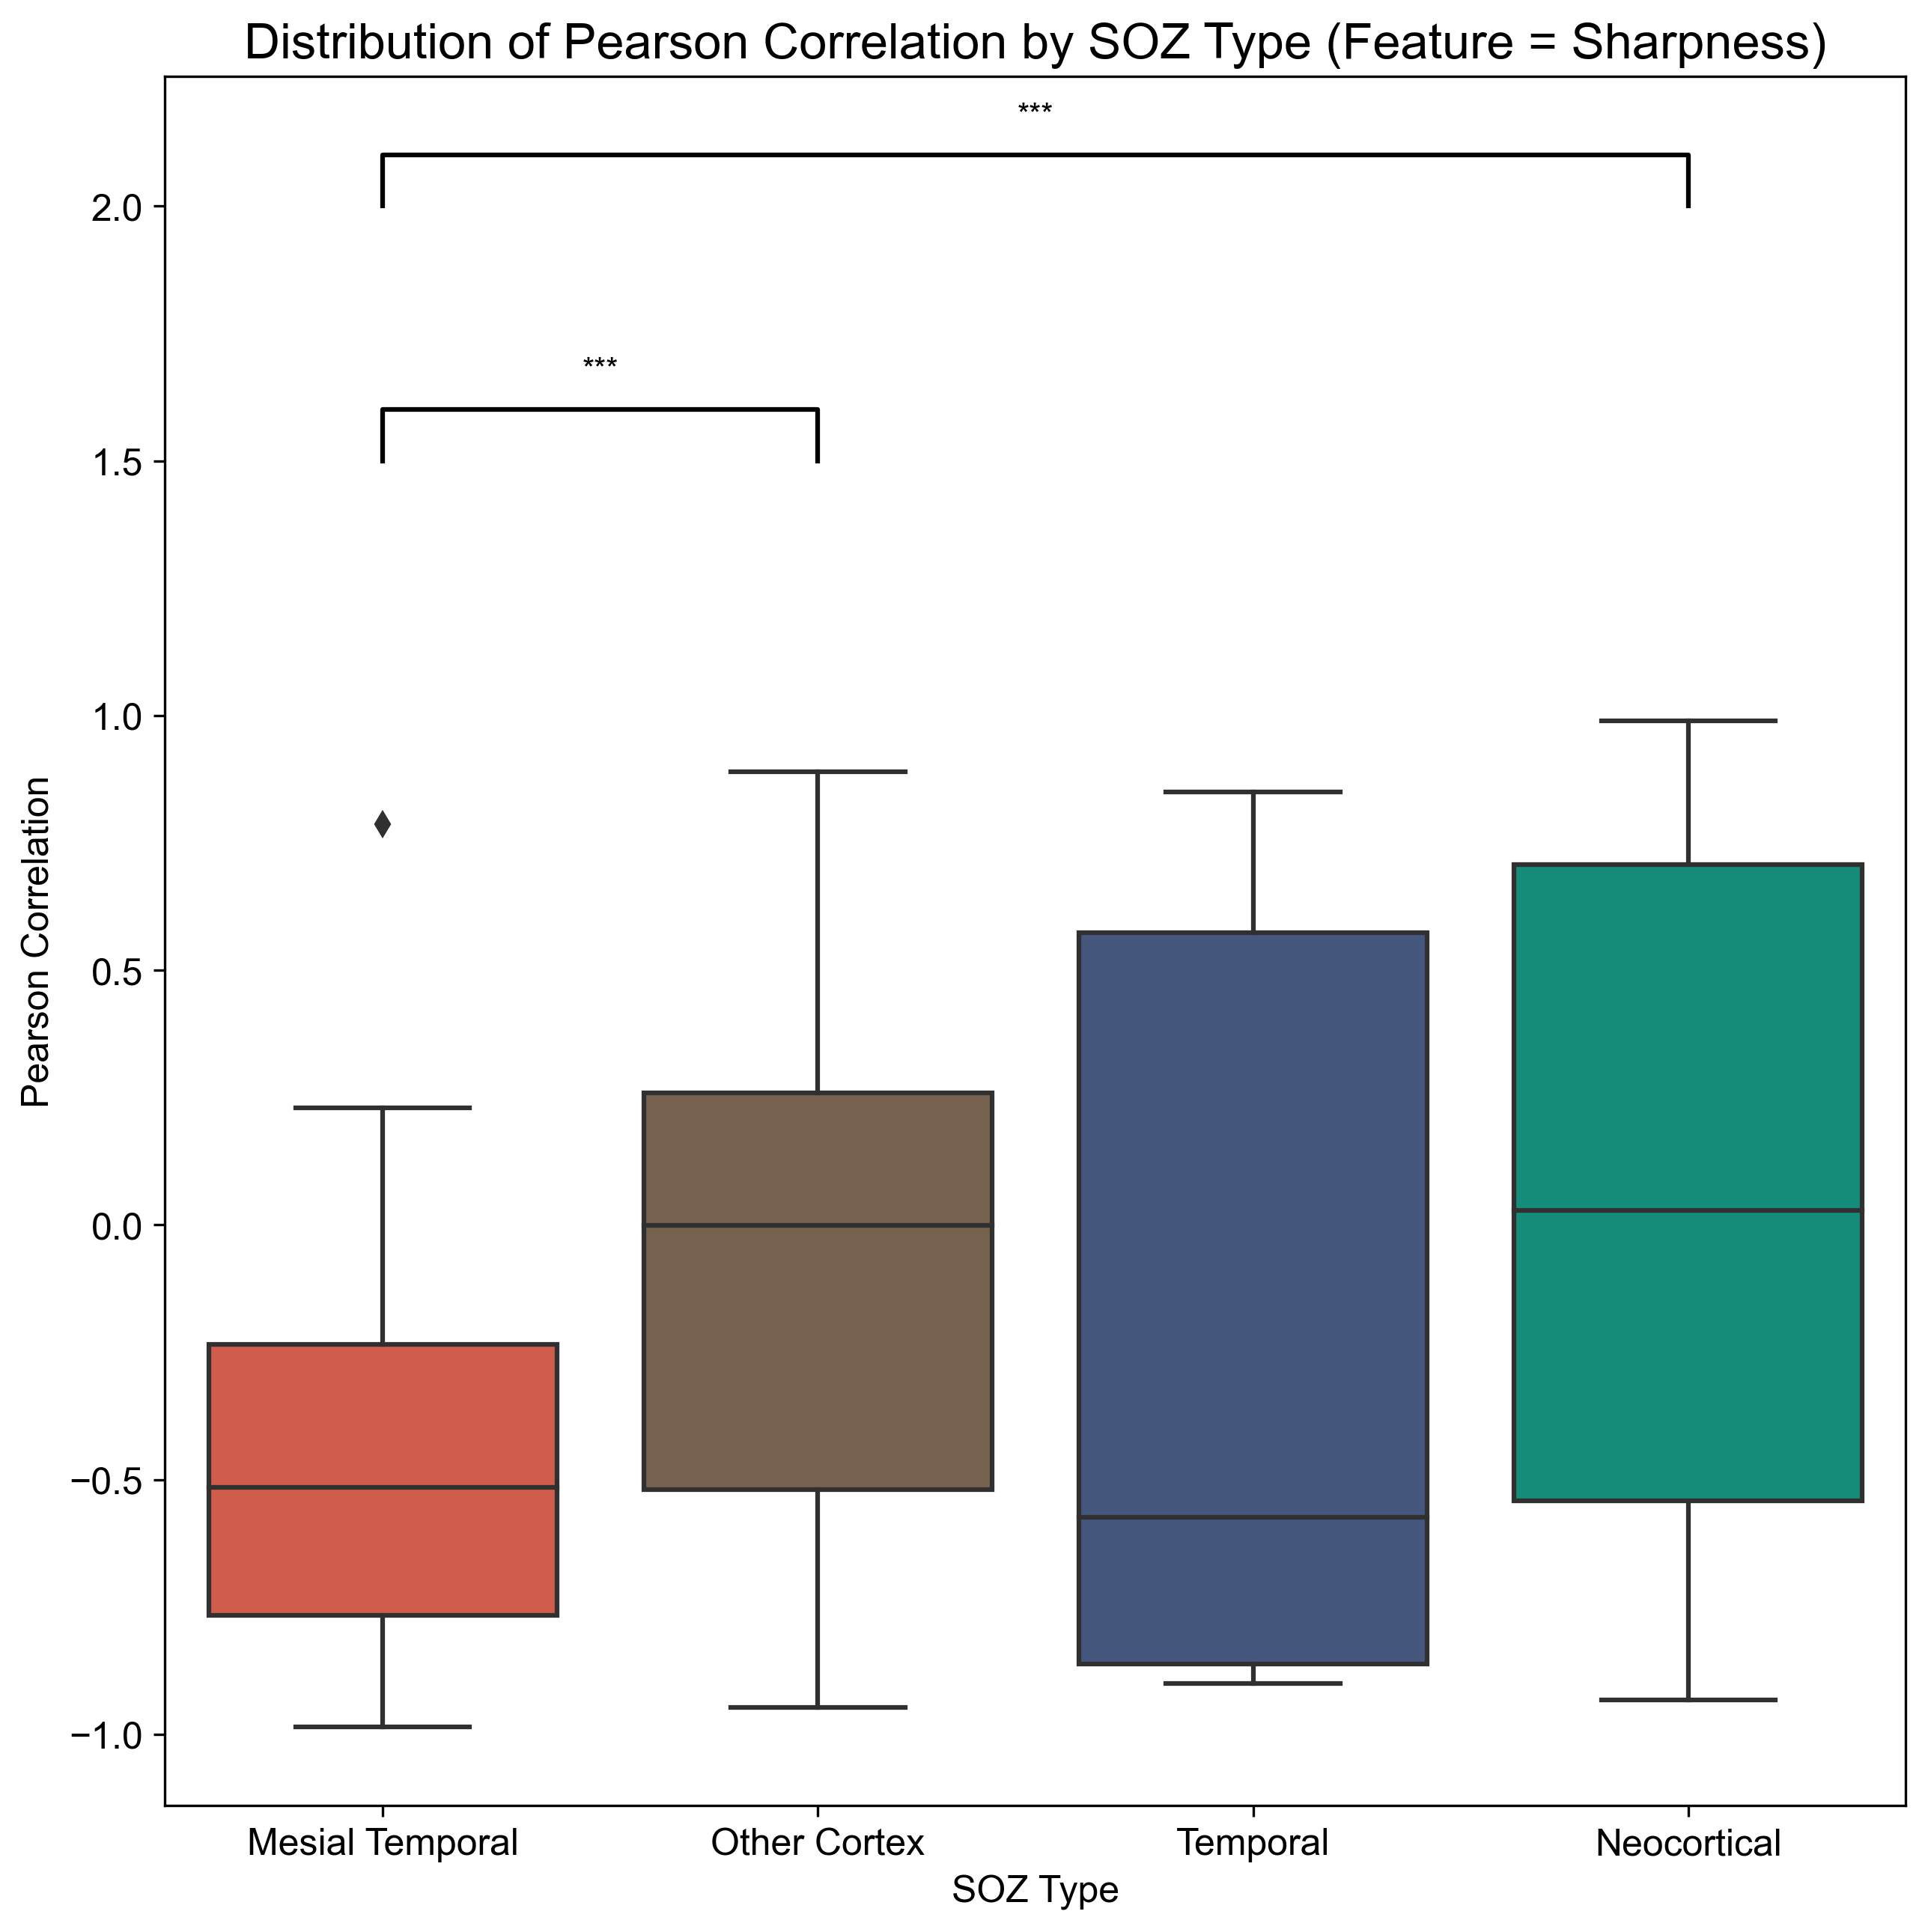 Distribution of Pearson Correlation by SOZ Type (Feature = Sharpness)
***
2.0
***
1.5
1.0
Pearson Correlation
0.5
0.0
−0.5
−1.0
Mesial Temporal Other Cortex Temporal Neocortical
SOZ Type